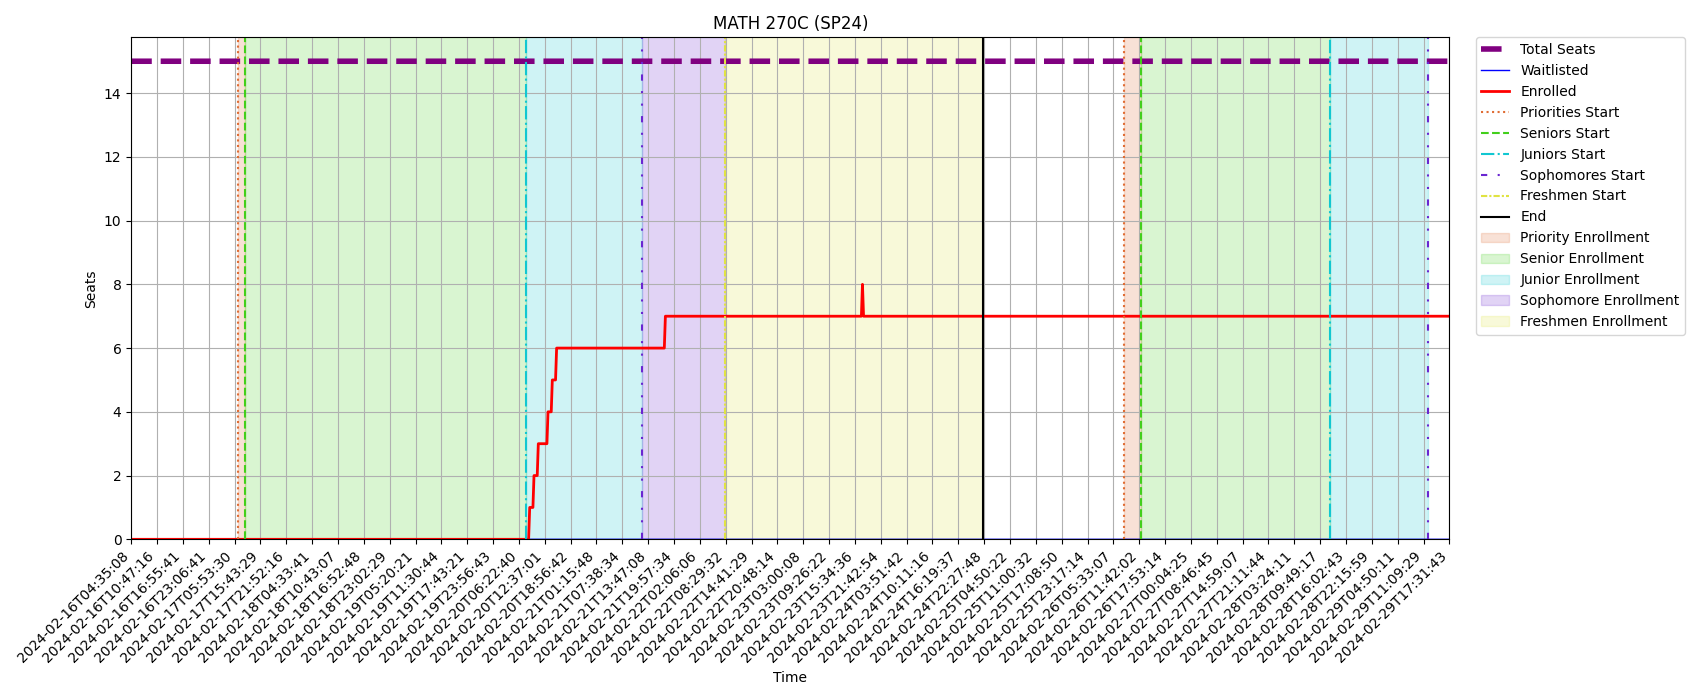 MATH 270C (SP24)
Seats
14
12
10
8
6
4
2
0
2024-02-16T04:35:08
2024-02-16T10:47:16
2024-02-16T16:55:41
2024-02-16T23:06:41
2024-02-17T05:53:30
2024-02-17T15:43:29
2024-02-17T21:52:16
2024-02-18T04:33:41
2024-02-18T10:43:07
2024-02-18T16:52:48
2024-02-18T23:02:29
2024-02-19T05:20:21
2024-02-19T11:30:44
2024-02-19T17:43:21
2024-02-19T23:56:43
2024-02-20T06:22:40
2024-02-20T12:37:01
2024-02-20T18:56:42
2024-02-21T01:15:48
2024-02-21T07:38:34
2024-02-21T13:47:08
2024-02-21T19:57:34
2024-02-22T02:06:06
2024-02-22T08:29:32
2024-02-22T14:41:29
2024-02-22T20:48:14
2024-02-23T03:00:08
2024-02-23T09:26:22
2024-02-23T15:34:36
2024-02-23T21:42:54
2024-02-24T03:51:42
2024-02-24T10:11:16
2024-02-24T16:19:37
2024-02-24T22:27:48
2024-02-25T04:50:22
2024-02-25T11:00:32
2024-02-25T17:08:50
2024-02-25T23:17:14
2024-02-26T05:33:07
2024-02-26T11:42:02
2024-02-26T17:53:14
2024-02-27T00:04:25
2024-02-27T08:46:45
2024-02-27T14:59:07
2024-02-27T21:11:44
2024-02-28T03:24:11
2024-02-28T09:49:17
2024-02-28T16:02:43
2024-02-28T22:15:59
2024-02-29T04:50:11
2024-02-29T11:09:29
2024-02-29T17:31:43
Time
Total Seats
Waitlisted
Enrolled
Priorities Start
Seniors Start
Juniors Start
Sophomores Start
Freshmen Start
End
Priority Enrollment
Senior Enrollment
Junior Enrollment
Sophomore Enrollment
Freshmen Enrollment